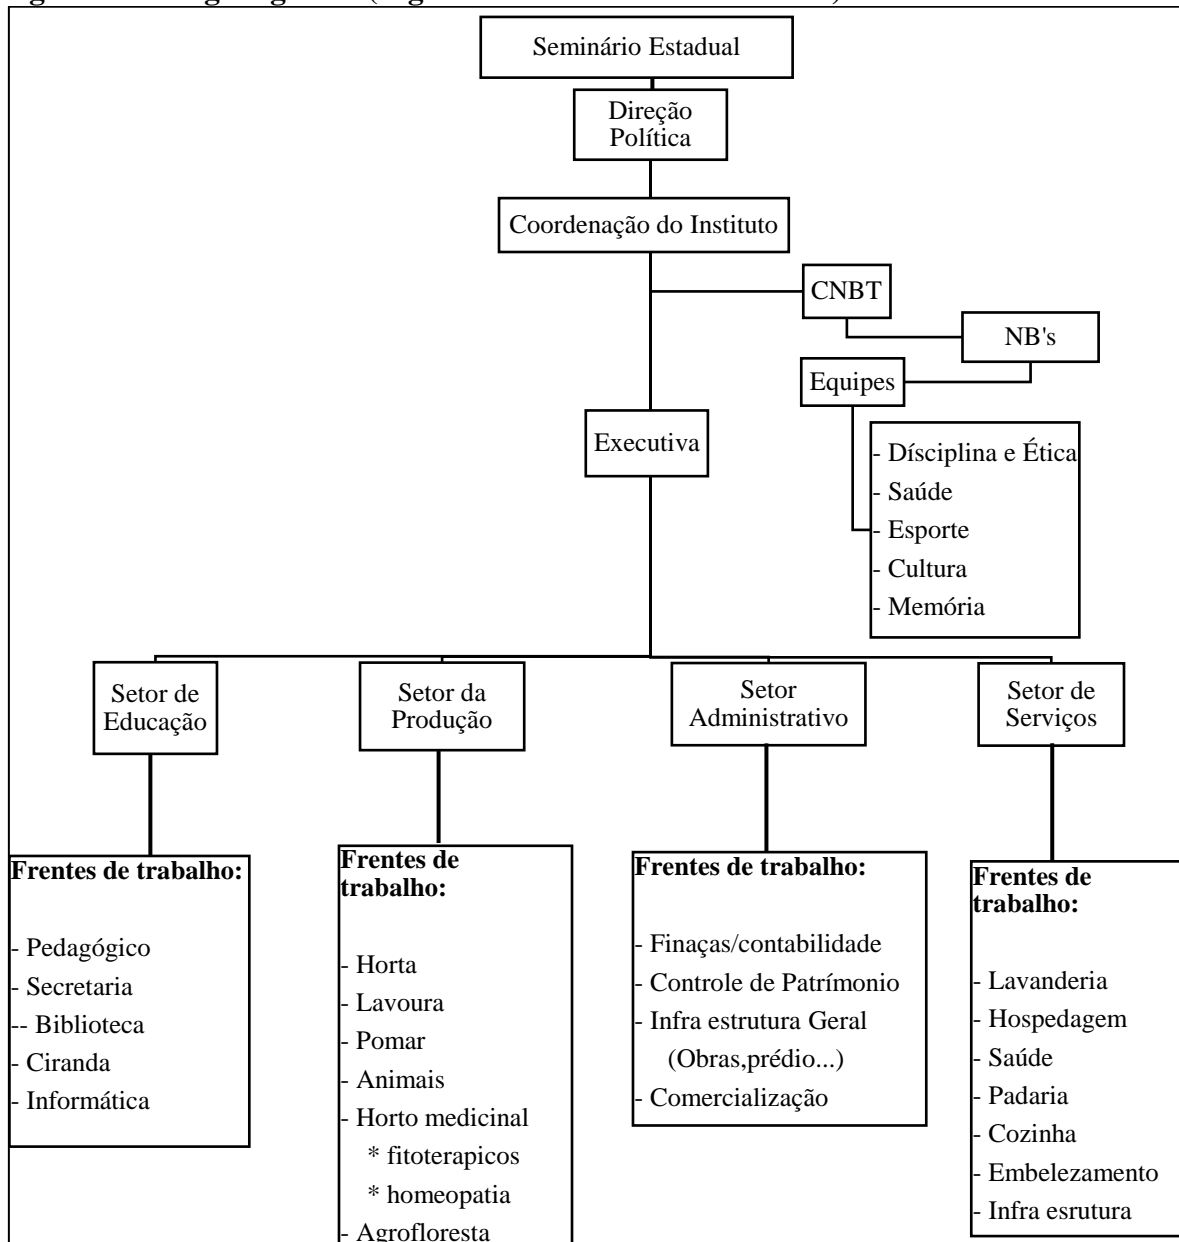 Seminário Estadual
Direção
Política
Coordenação do Instituto
CNBT
NB's
Equipes
Executiva
- Dísciplina e Ética
- Saúde
- Esporte
- Cultura
- Memória
Setor de
Educação
Setor da
Produção
Setor
Administrativo
Setor de
Serviços
Frentes de trabalho:
- Pedagógico
- Secretaria
-- Biblioteca
- Ciranda
- Informática
Frentes de
trabalho:
- Horta
- Lavoura
- Pomar
- Animais
- Horto medicinal
* fitoterapicos
* homeopatia
- Agrofloresta
Frentes de trabalho:
- Finaças/contabilidade
- Controle de Patrímonio
- Infra estrutura Geral
(Obras,prédio...)
- Comercialização
Frentes de
trabalho:
- Lavanderia
- Hospedagem
- Saúde
- Padaria
- Cozinha
- Embelezamento
- Infra esrutura